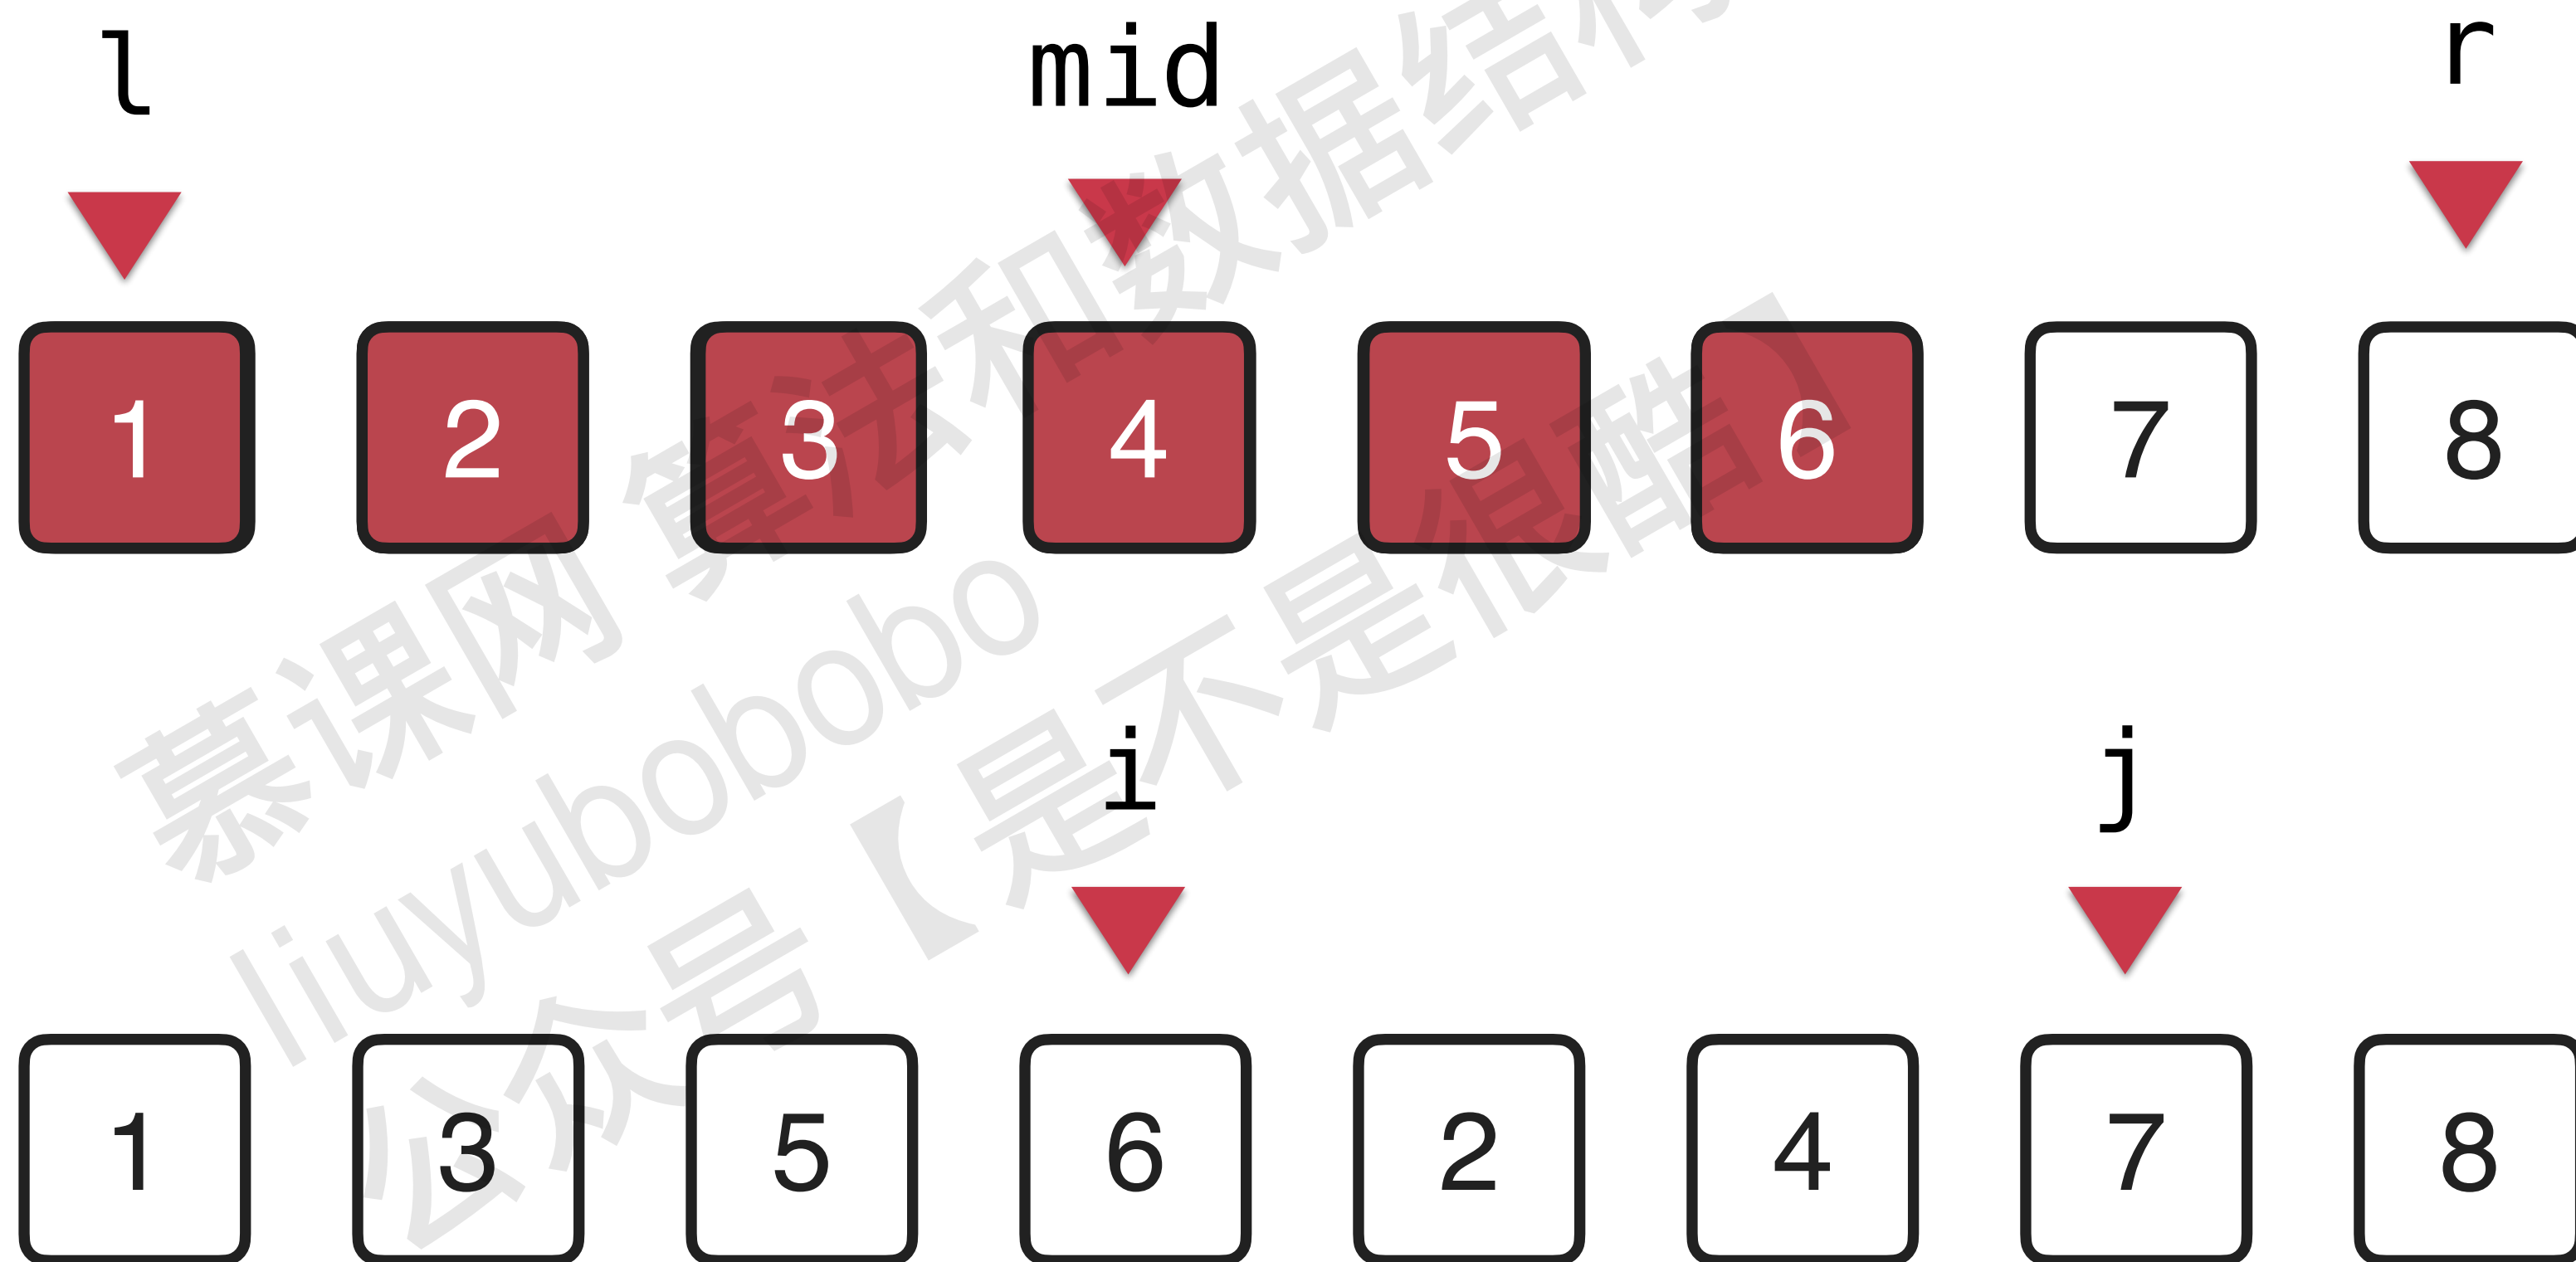 l mid r
1 2 3 4 5 6 7 8
慕课网 算法和数据结构
liuyubobobo
公众号【是不是很酷】
i j
1 3 5 6 2 4 7 8